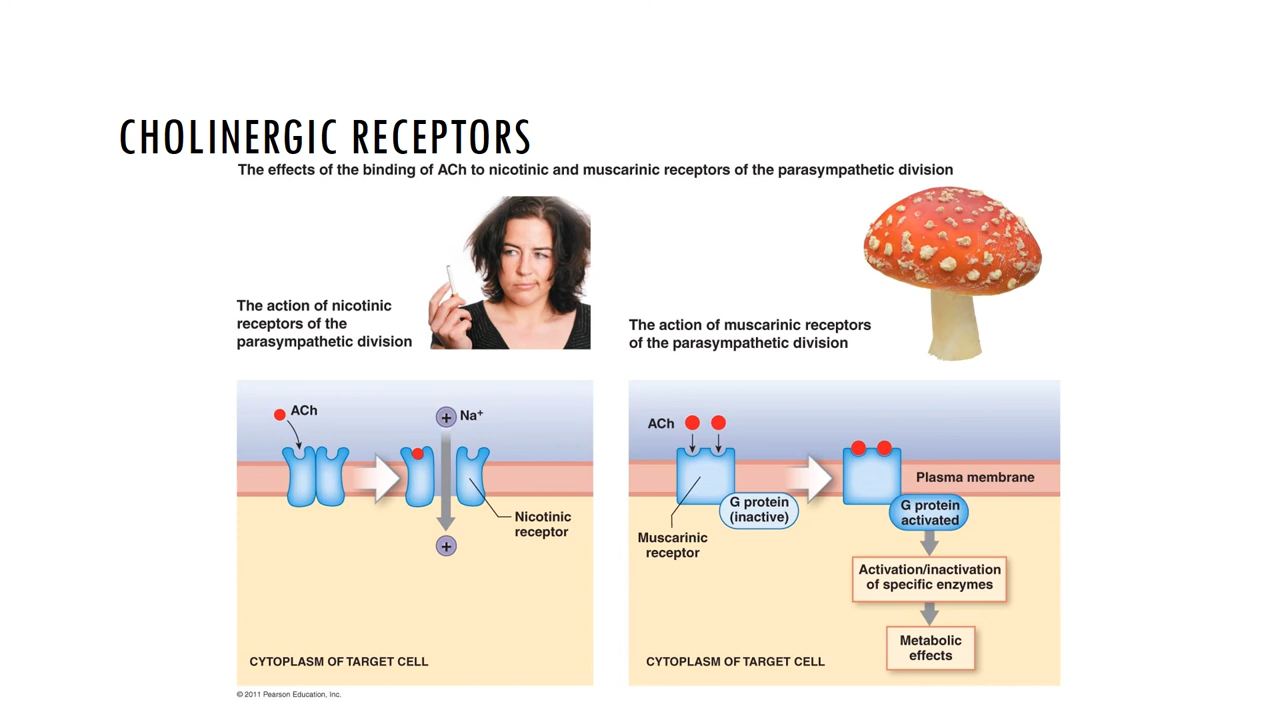 CHOLINERGIC RECEPTORS
The effects of the binding of ACh to nicotinic and muscarinic receptors of the parasympathetic division
The action of nicotinic
receptors of the
parasympathetic division
ACh
+
Na⁺
+
Nicotinic
receptor
CYTOPLASM OF TARGET CELL
The action of muscarinic receptors
of the parasympathetic division
ACh
Plasma membrane
G protein
(inactive)
G protein
activated
Muscarinic
receptor
Activation/inactivation
of specific enzymes
Metabolic
effects
CYTOPLASM OF TARGET CELL
© 2011 Pearson Education, Inc.